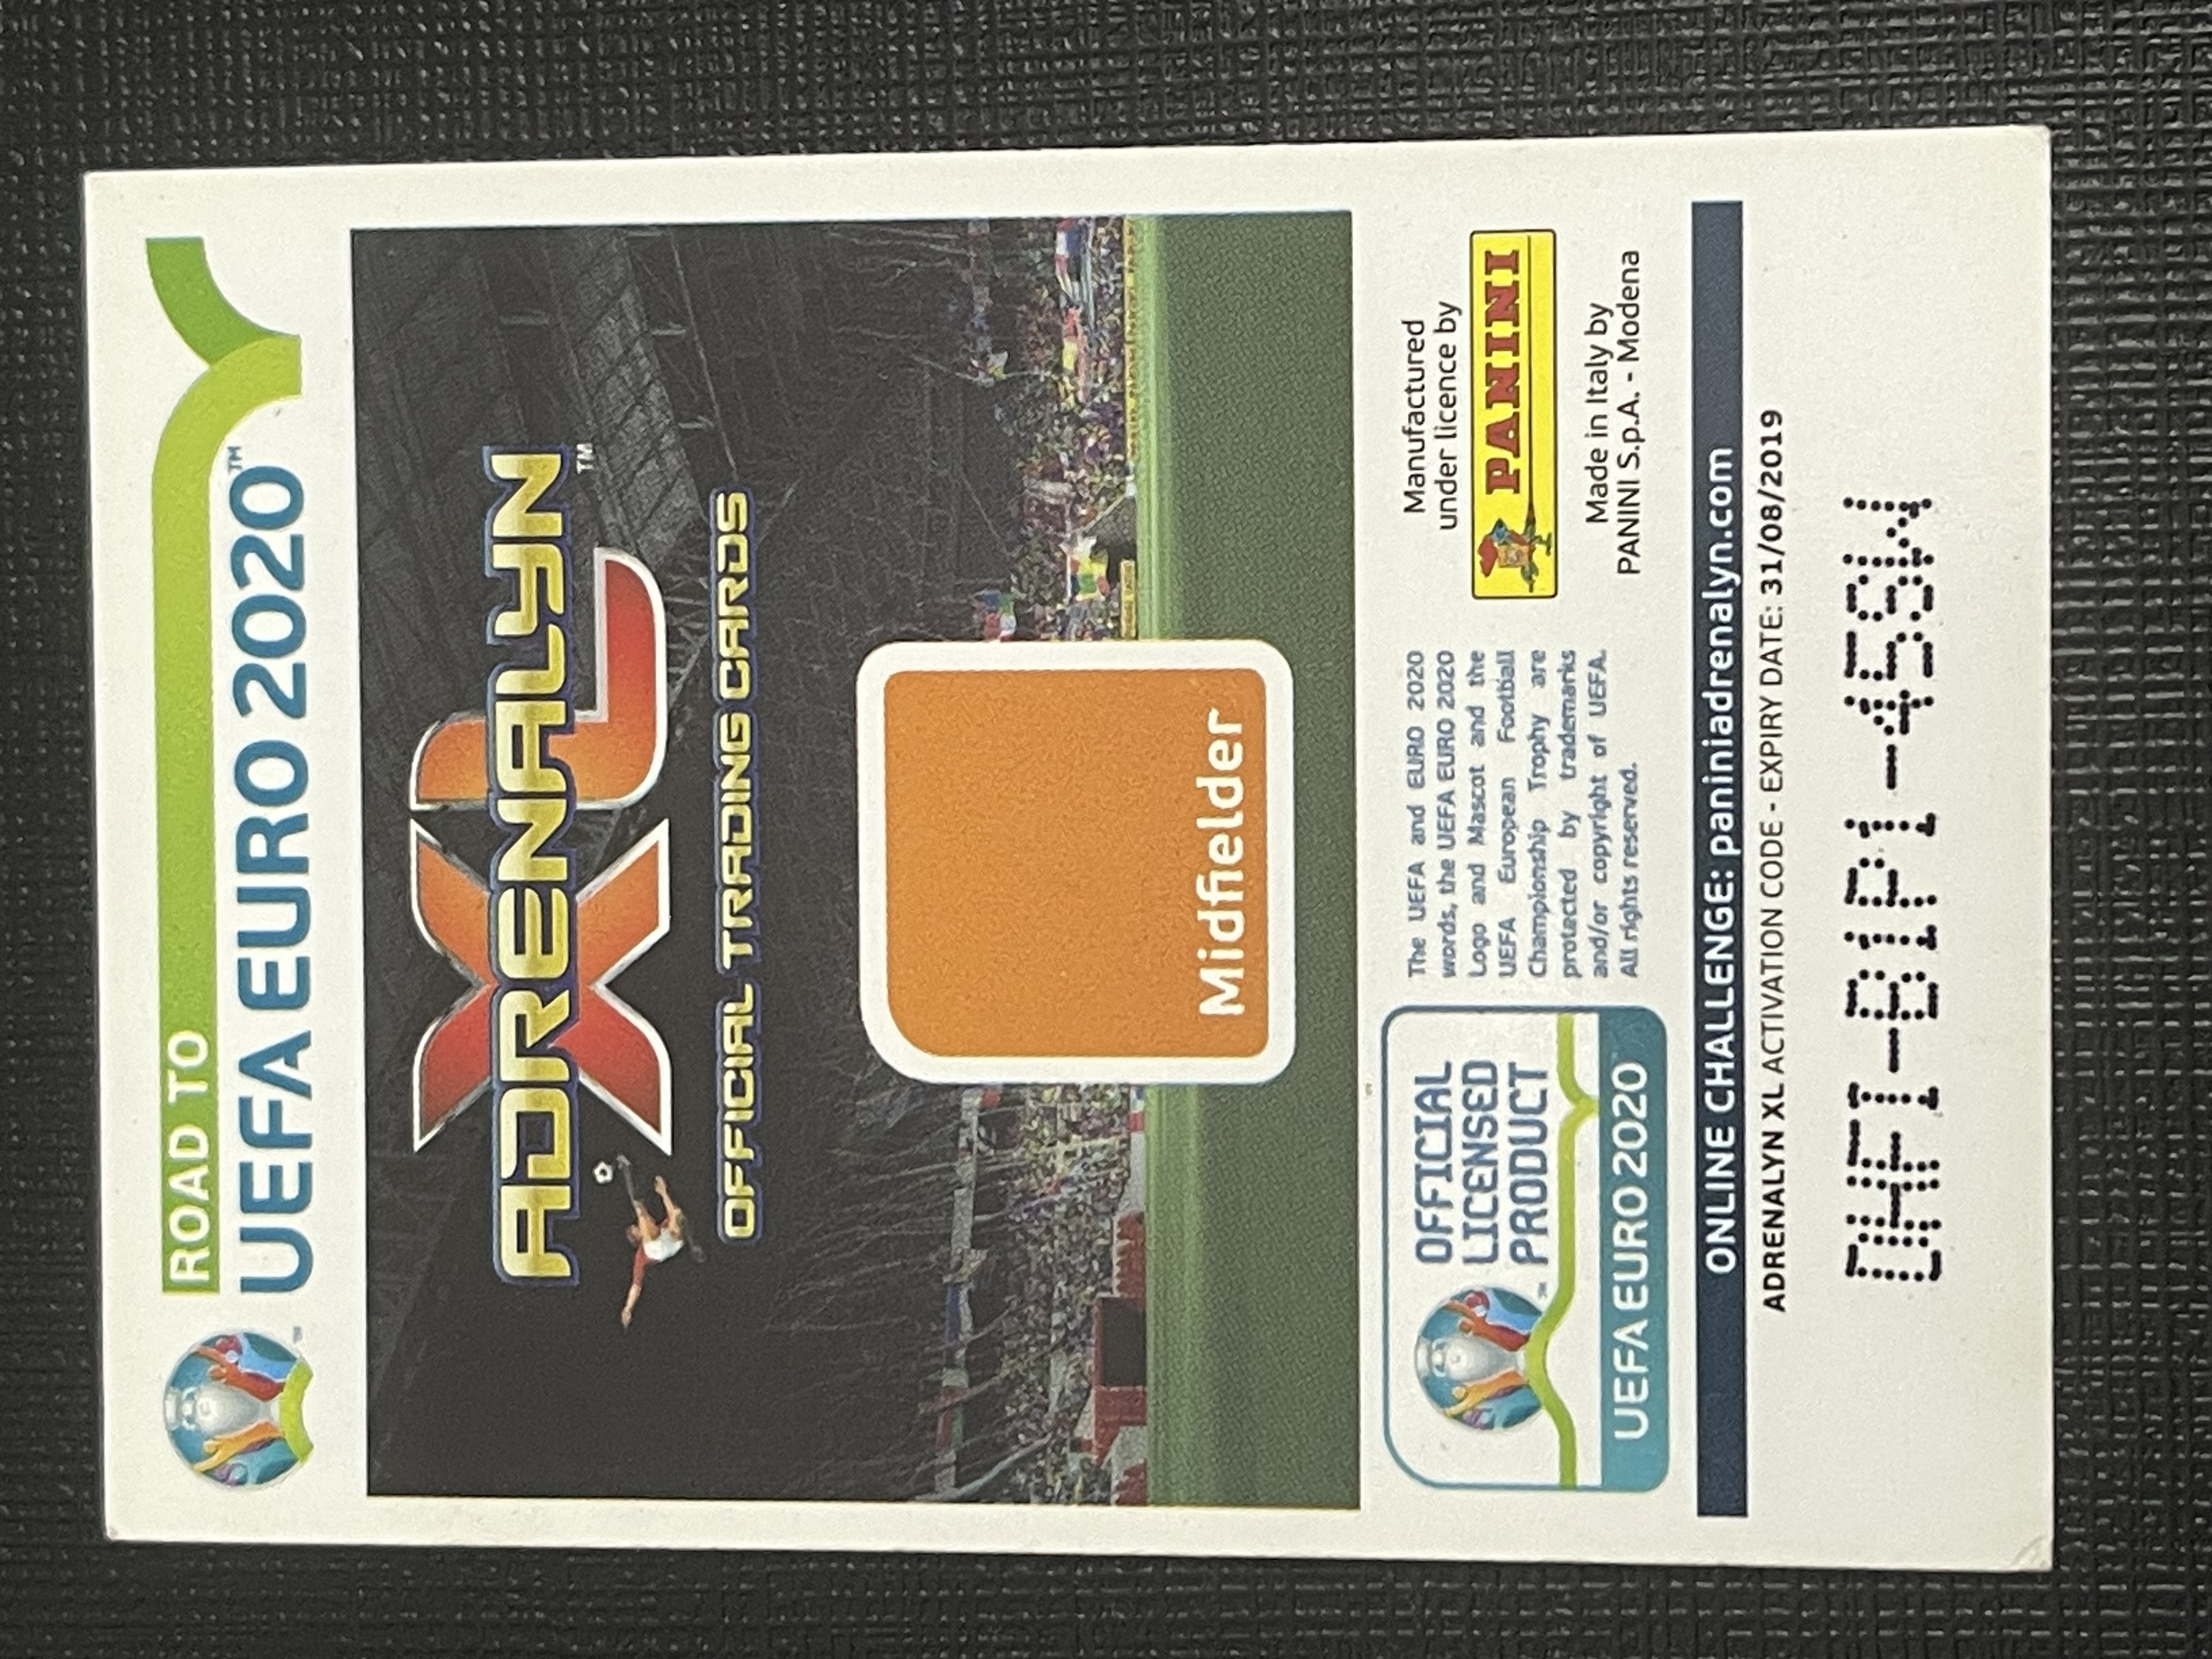 ROAD TO
UEFA EURO 2020™
XL
ADRENALYN
TM
OFFICIAL TRADING CARDS
Midfielder
OFFICIAL
LICENSED
PRODUCT
UEFA EURO 2020
The UEFA and EURO 2020
words, the UEFA EURO 2020
Logo and Mascot and the
UEFA European Football
Championship Trophy are
protected by trademarks
and/or copyright of UEFA.
All rights reserved.
Manufactured
under licence by
PANINI
Made in Italy by
PANINI S.p.A. - Modena
ONLINE CHALLENGE: paniniadrenalyn.com
ADRENALYN XL ACTIVATION CODE - EXPIRY DATE: 31/08/2019
DHFI-B1P1-45SW